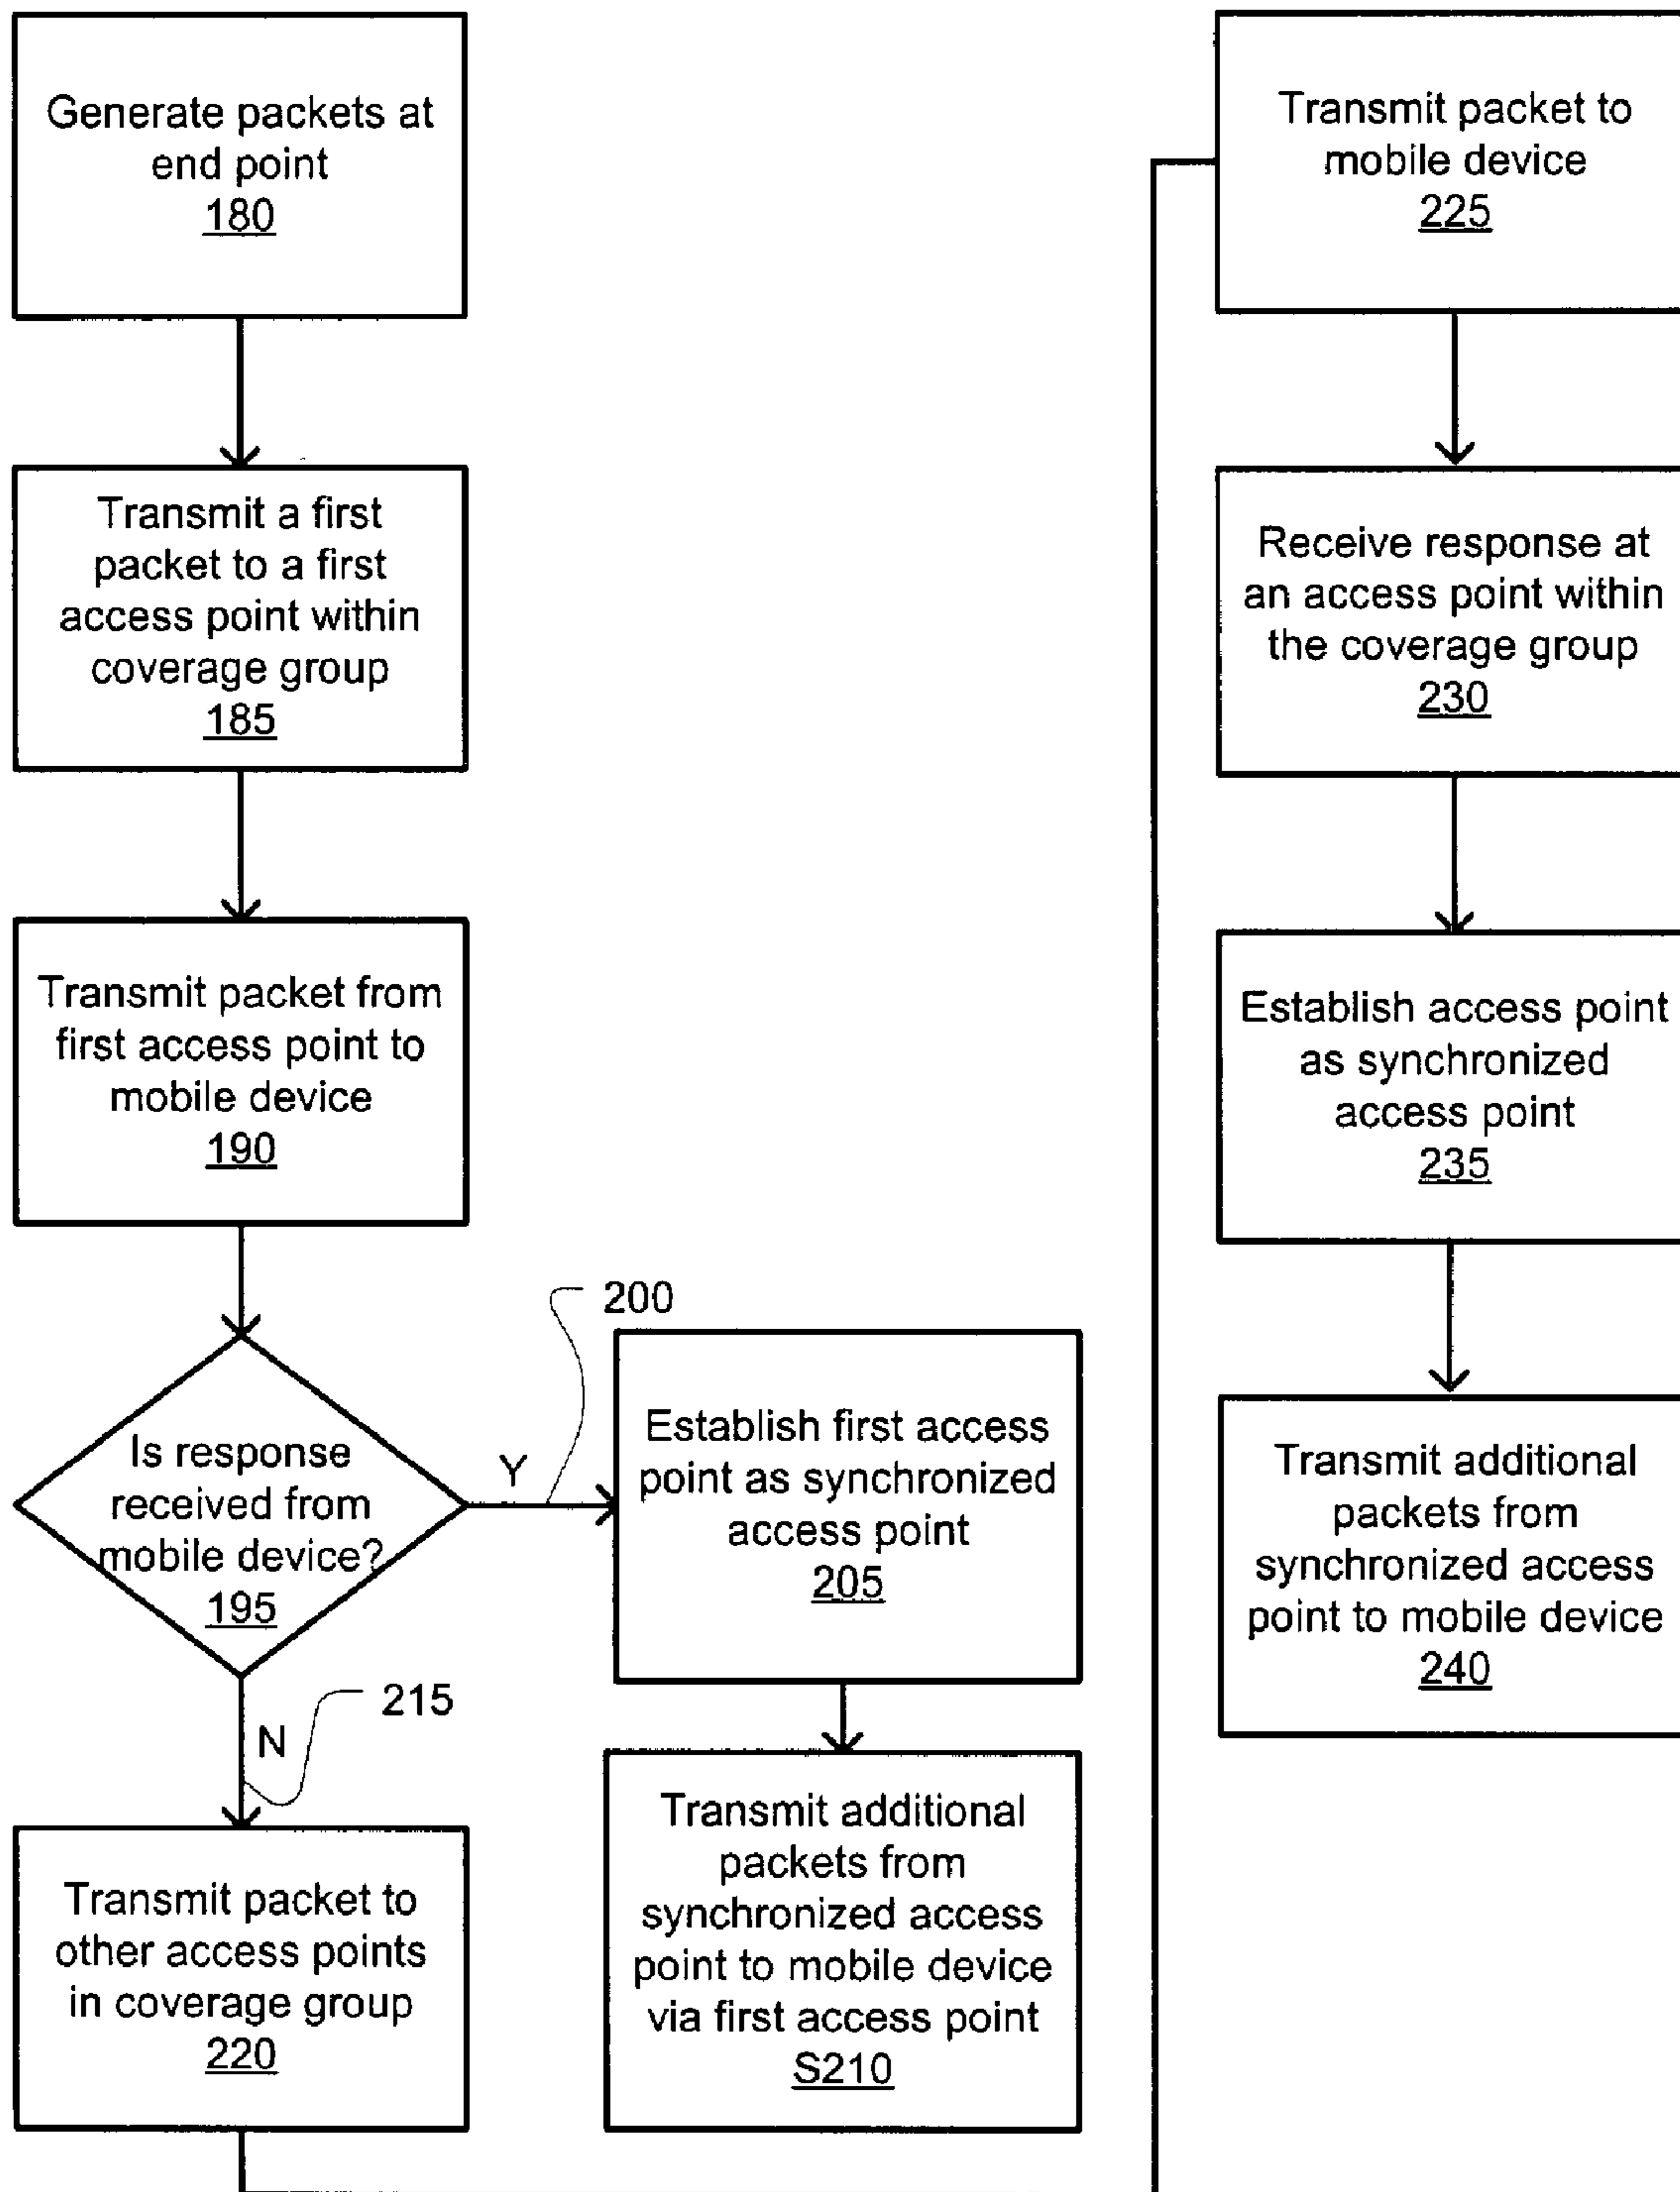 Generate packets at
end point
180
Transmit a first
packet to a first
access point within
coverage group
185
Transmit packet from
first access point to
mobile device
190
Is response
received from
mobile device?
195
Y
200
Establish first access
point as synchronized
access point
205
Transmit additional
packets from
synchronized access
point to mobile device
via first access point
S210
N
215
Transmit packet to
other access points
in coverage group
220
Transmit packet to
mobile device
225
Receive response at
an access point within
the coverage group
230
Establish access point
as synchronized
access point
235
Transmit additional
packets from
synchronized access
point to mobile device
240